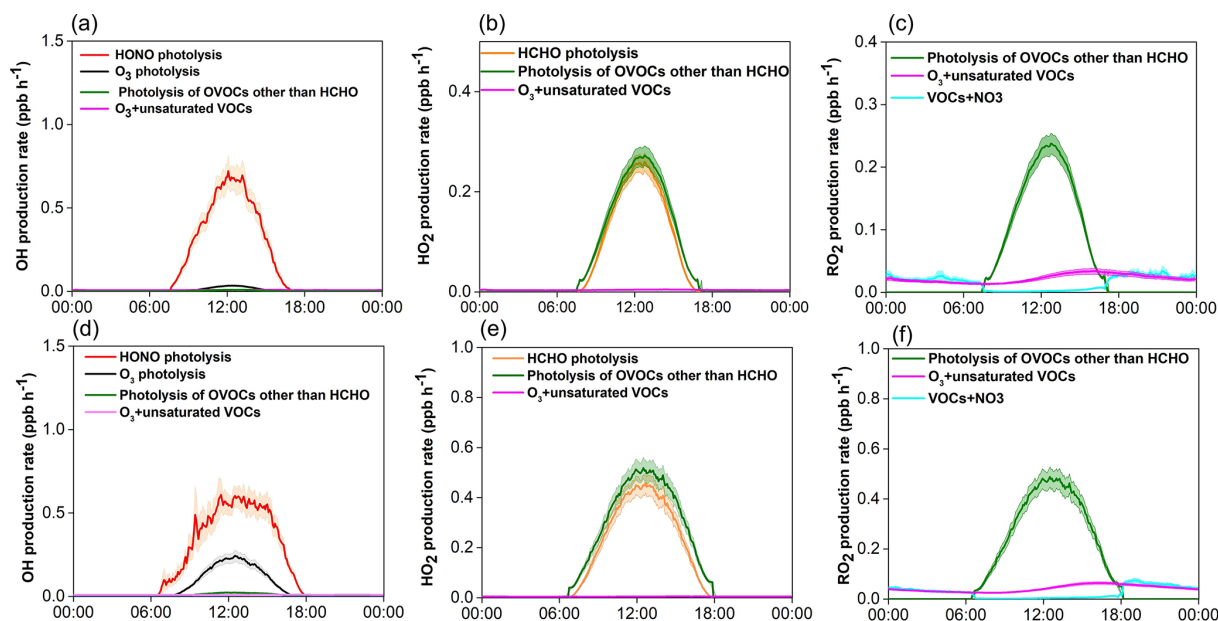 (a)
1.5
1.0
0.5
0.0
OH production rate (ppb h⁻¹)
HONO photolysis
O₃ photolysis
Photolysis of OVOCs other than HCHO
O₃+unsaturated VOCs
00:00 06:00 12:00 18:00 00:00
(b)
0.4
0.2
0.0
HO₂ production rate (ppb h⁻¹)
HCHO photolysis
Photolysis of OVOCs other than HCHO
O₃+unsaturated VOCs
00:00 06:00 12:00 18:00 00:00
(c)
0.4
0.3
0.2
0.1
0.0
RO₂ production rate (ppb h⁻¹)
Photolysis of OVOCs other than HCHO
O₃+unsaturated VOCs
VOCs+NO3
00:00 06:00 12:00 18:00 00:00
(d)
1.5
1.0
0.5
0.0
OH production rate (ppb h⁻¹)
HONO photolysis
O₃ photolysis
Photolysis of OVOCs other than HCHO
O₃+unsaturated VOCs
00:00 06:00 12:00 18:00 00:00
(e)
1.0
0.8
0.6
0.4
0.2
0.0
HO₂ production rate (ppb h⁻¹)
HCHO photolysis
Photolysis of OVOCs other than HCHO
O₃+unsaturated VOCs
00:00 06:00 12:00 18:00 00:00
(f)
1.0
0.8
0.6
0.4
0.2
0.0
RO₂ production rate (ppb h⁻¹)
Photolysis of OVOCs other than HCHO
O₃+unsaturated VOCs
VOCs+NO3
00:00 06:00 12:00 18:00 00:00